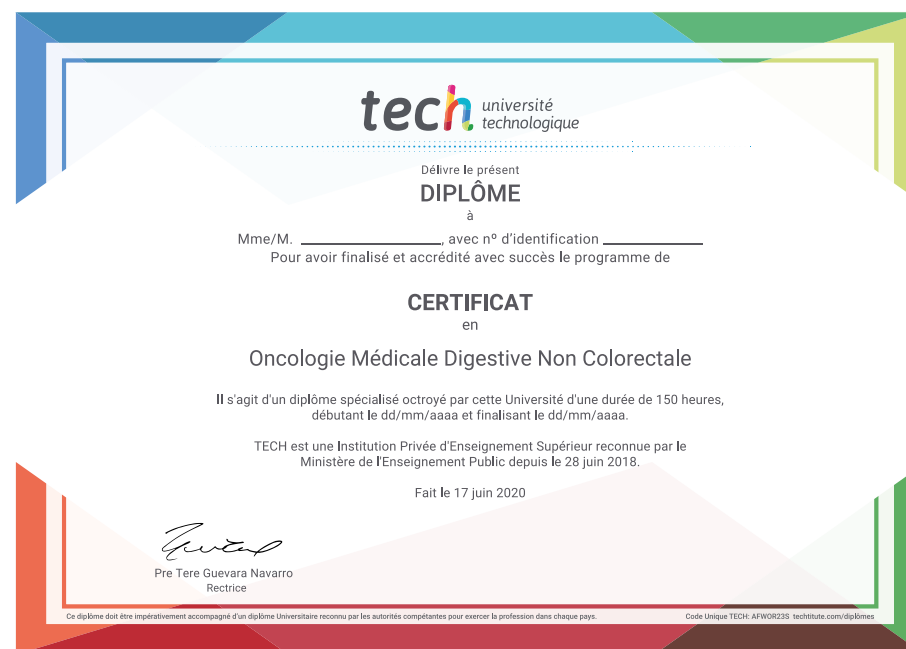 tech université
technologique
Délivre le présent
DIPLÔME
à
Mme/M. ____________________, avec nº d'identification ______________
Pour avoir finalisé et accrédité avec succès le programme de
CERTIFICAT
en
Oncologie Médicale Digestive Non Colorectale
Il s'agit d'un diplôme spécialisé octroyé par cette Université d'une durée de 150 heures,
débutant le dd/mm/aaaa et finalisant le dd/mm/aaaa.
TECH est une Institution Privée d'Enseignement Supérieur reconnue par le
Ministère de l'Enseignement Public depuis le 28 juin 2018.
Fait le 17 juin 2020
Pre Tere Guevara Navarro
Rectrice
Ce diplôme doit être impérativement accompagné d'un diplôme Universitaire reconnu par les autorités compétantes pour exercer la profession dans chaque pays.
Code Unique TECH: AFWOR23S techtitute.com/diplômes